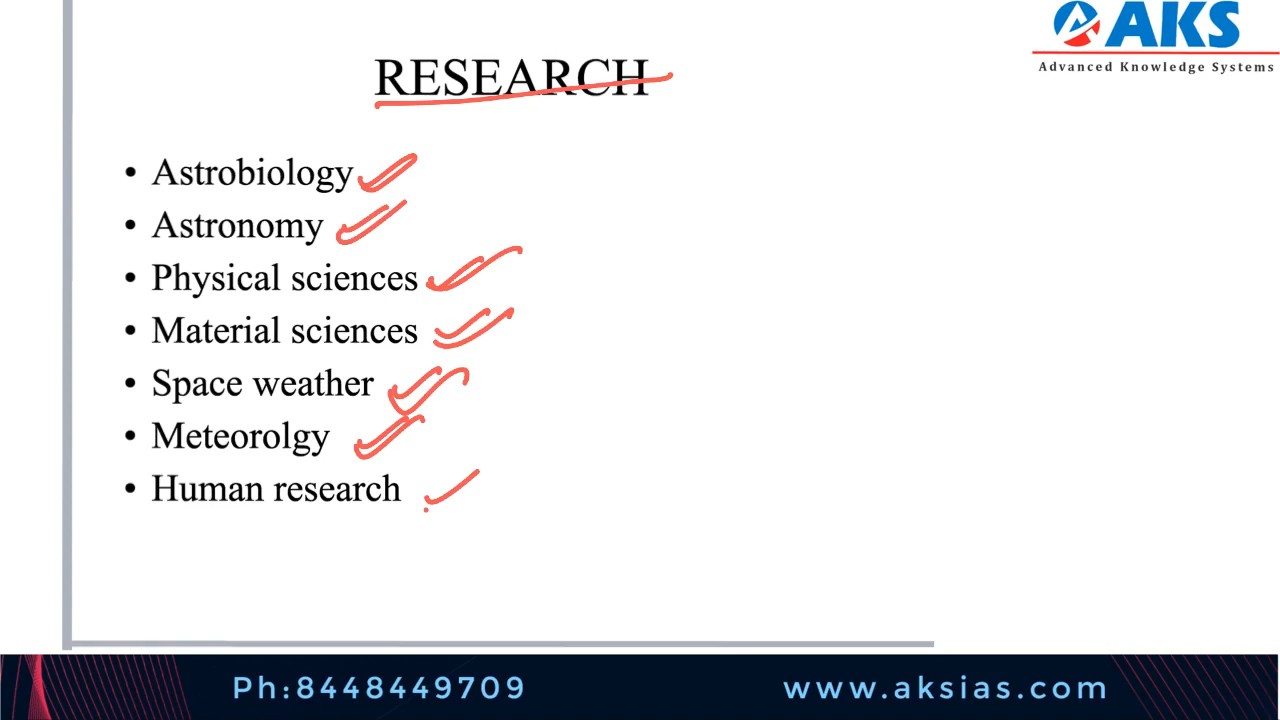 AKS
Advanced Knowledge Systems
RESEARCH
• Astrobiology
• Astronomy
• Physical sciences
• Material sciences
• Space weather
• Meteorolgy
• Human research
Ph:8448449709
www.aksias.com